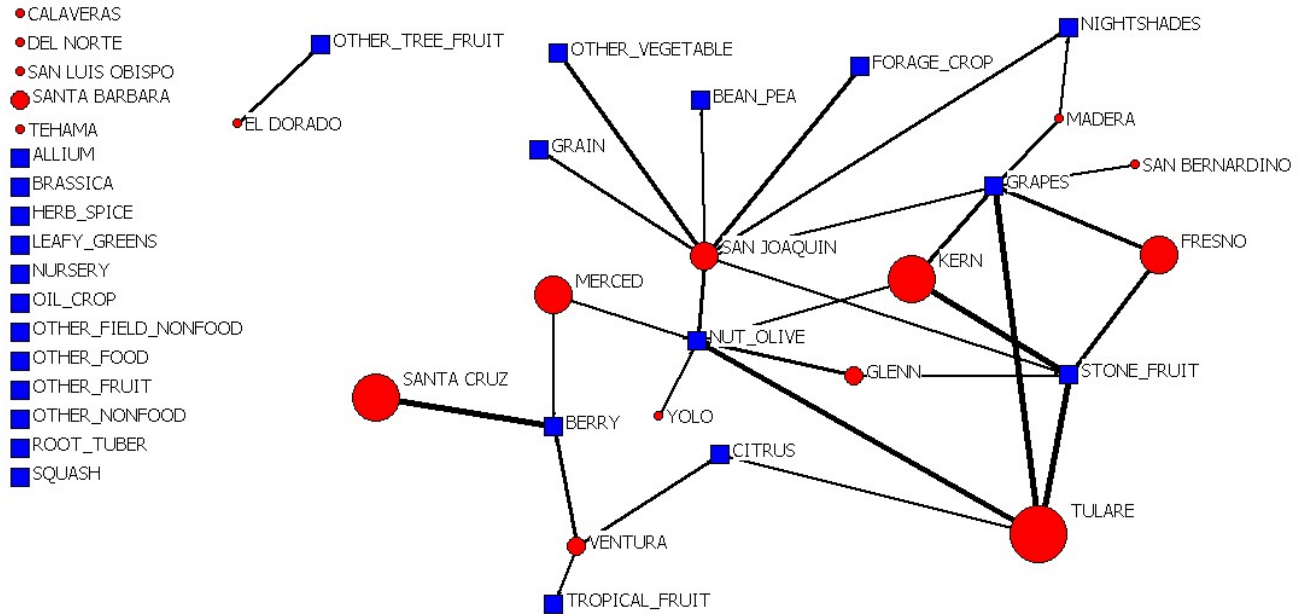 CALAVERAS
DEL NORTE
SAN LUIS OBISPO
SANTA BARBARA
TEHAMA
ALLIUM
BRASSICA
HERB_SPICE
LEAFY_GREENS
NURSERY
OIL_CROP
OTHER_FIELD_NONFOOD
OTHER_FOOD
OTHER_FRUIT
OTHER_NONFOOD
ROOT_TUBER
SQUASH
OTHER_TREE_FRUIT
EL DORADO
OTHER_VEGETABLE
FORAGE_CROP
NIGHTSHADES
BEAN_PEA
MADERA
GRAIN
SAN BERNARDINO
GRAPES
SAN JOAQUIN
FRESNO
KERN
MERCED
NUT_OLIVE
SANTA CRUZ
GLENN
STONE_FRUIT
BERRY
YOLO
CITRUS
TULARE
VENTURA
TROPICAL_FRUIT